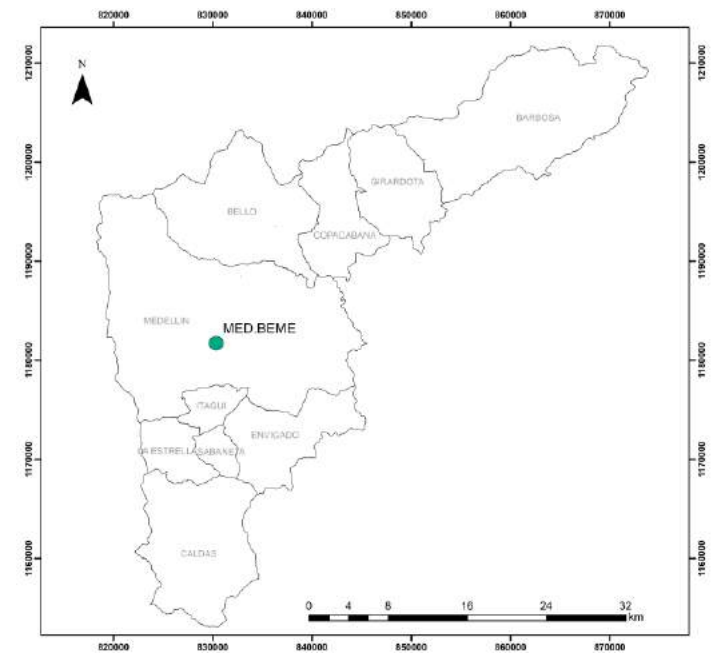 820000 830000 840000 850000 860000 870000
1210000
1210000
N
BARBOSA
1200000
1200000
GIRARDOTA
BELLO
COPACABANA
1190000
1190000
MEDELLIN
MED.BEME
1180000
1180000
ITAGUI
ENVIGADO
LA ESTRELLA SABANETA
1170000
1170000
CALDAS
1160000
1160000
0 4 8 16 24 32
km
820000 830000 840000 850000 860000 870000